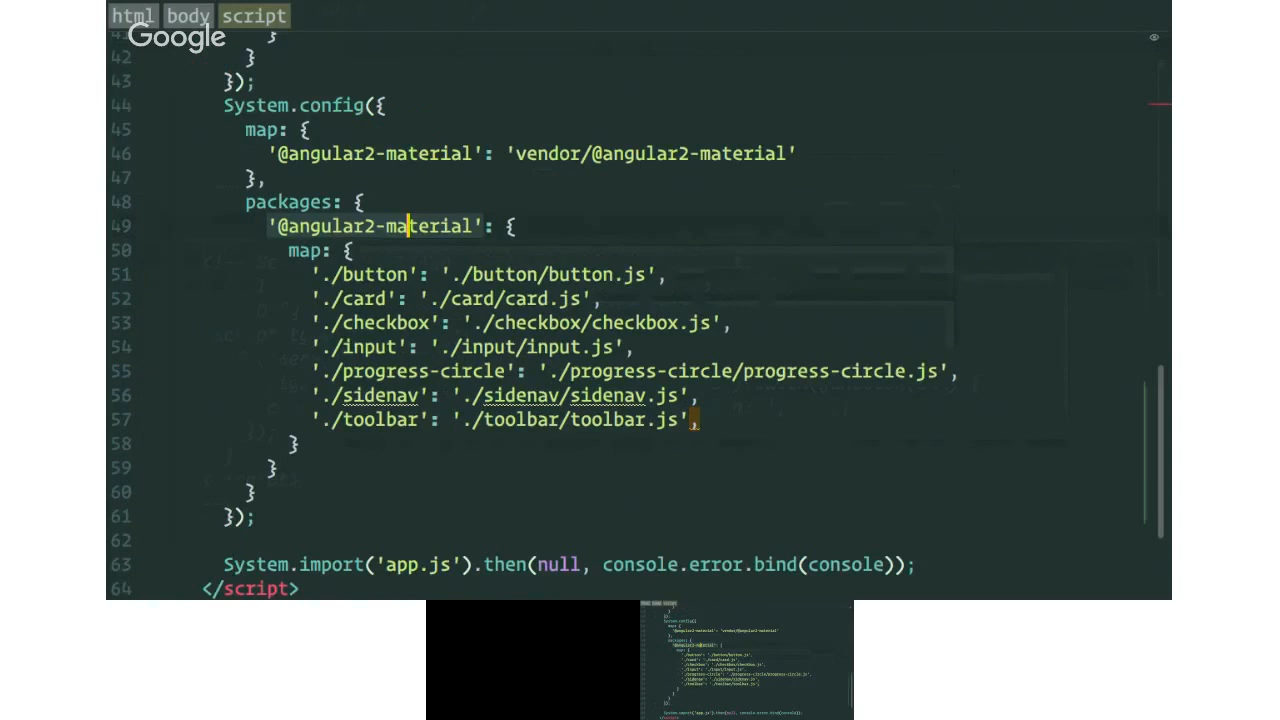 html body script
Google
41 }
42 }
43 });
44 System.config({
45 map: {
46 '@angular2-material': 'vendor/@angular2-material'
47 },
48 packages: {
49 '@angular2-material': {
50 map: {
51 './button': './button/button.js',
52 './card': './card/card.js',
53 './checkbox': './checkbox/checkbox.js',
54 './input': './input/input.js',
55 './progress-circle': './progress-circle/progress-circle.js',
56 './sidenav': './sidenav/sidenav.js',
57 './toolbar': './toolbar/toolbar.js',
58 }
59 }
60 }
61 });
62
63 System.import('app.js').then(null, console.error.bind(console));
64 </script>